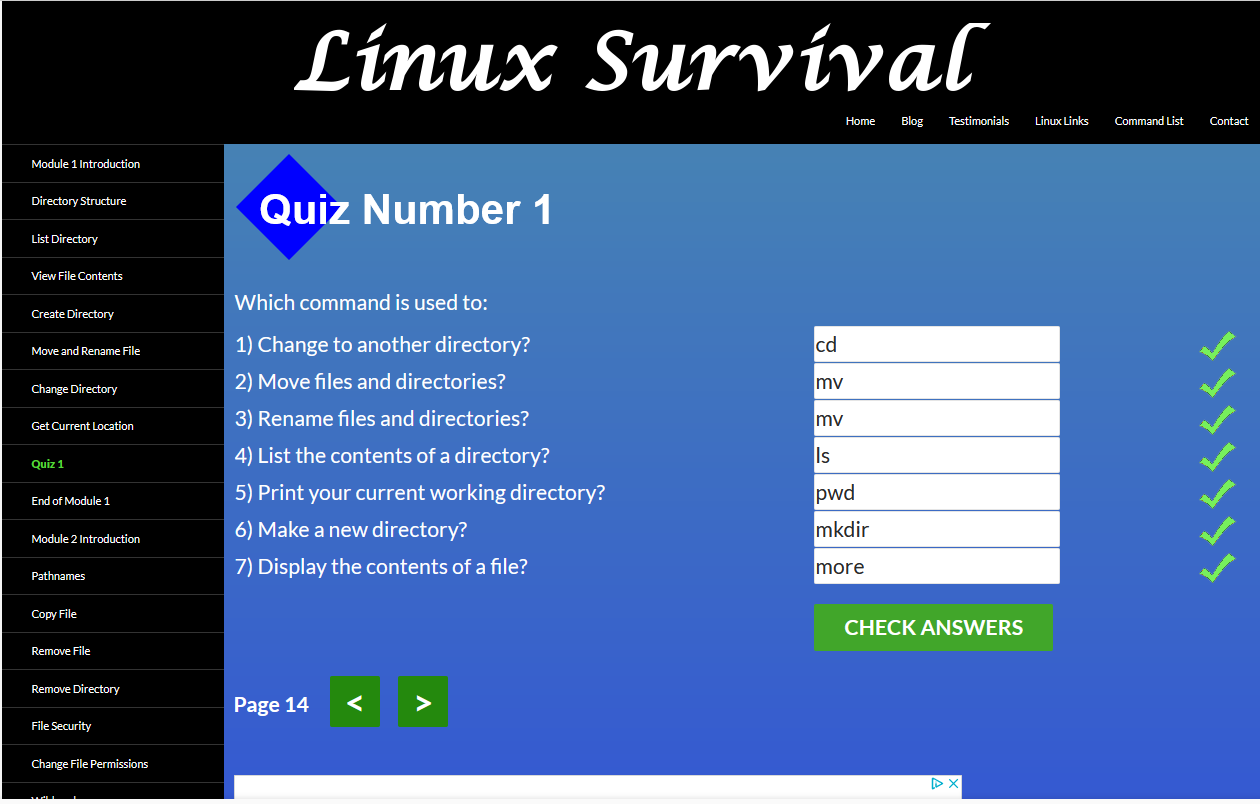 Linux Survival
Home Blog Testimonials Linux Links Command List Contact
Module 1 Introduction
Directory Structure
List Directory
View File Contents
Create Directory
Move and Rename File
Change Directory
Get Current Location
Quiz 1
End of Module 1
Module 2 Introduction
Pathnames
Copy File
Remove File
Remove Directory
File Security
Change File Permissions
Quiz Number 1
Which command is used to:
1) Change to another directory? cd
2) Move files and directories? mv
3) Rename files and directories? mv
4) List the contents of a directory? ls
5) Print your current working directory? pwd
6) Make a new directory? mkdir
7) Display the contents of a file? more
CHECK ANSWERS
Page 14 < >